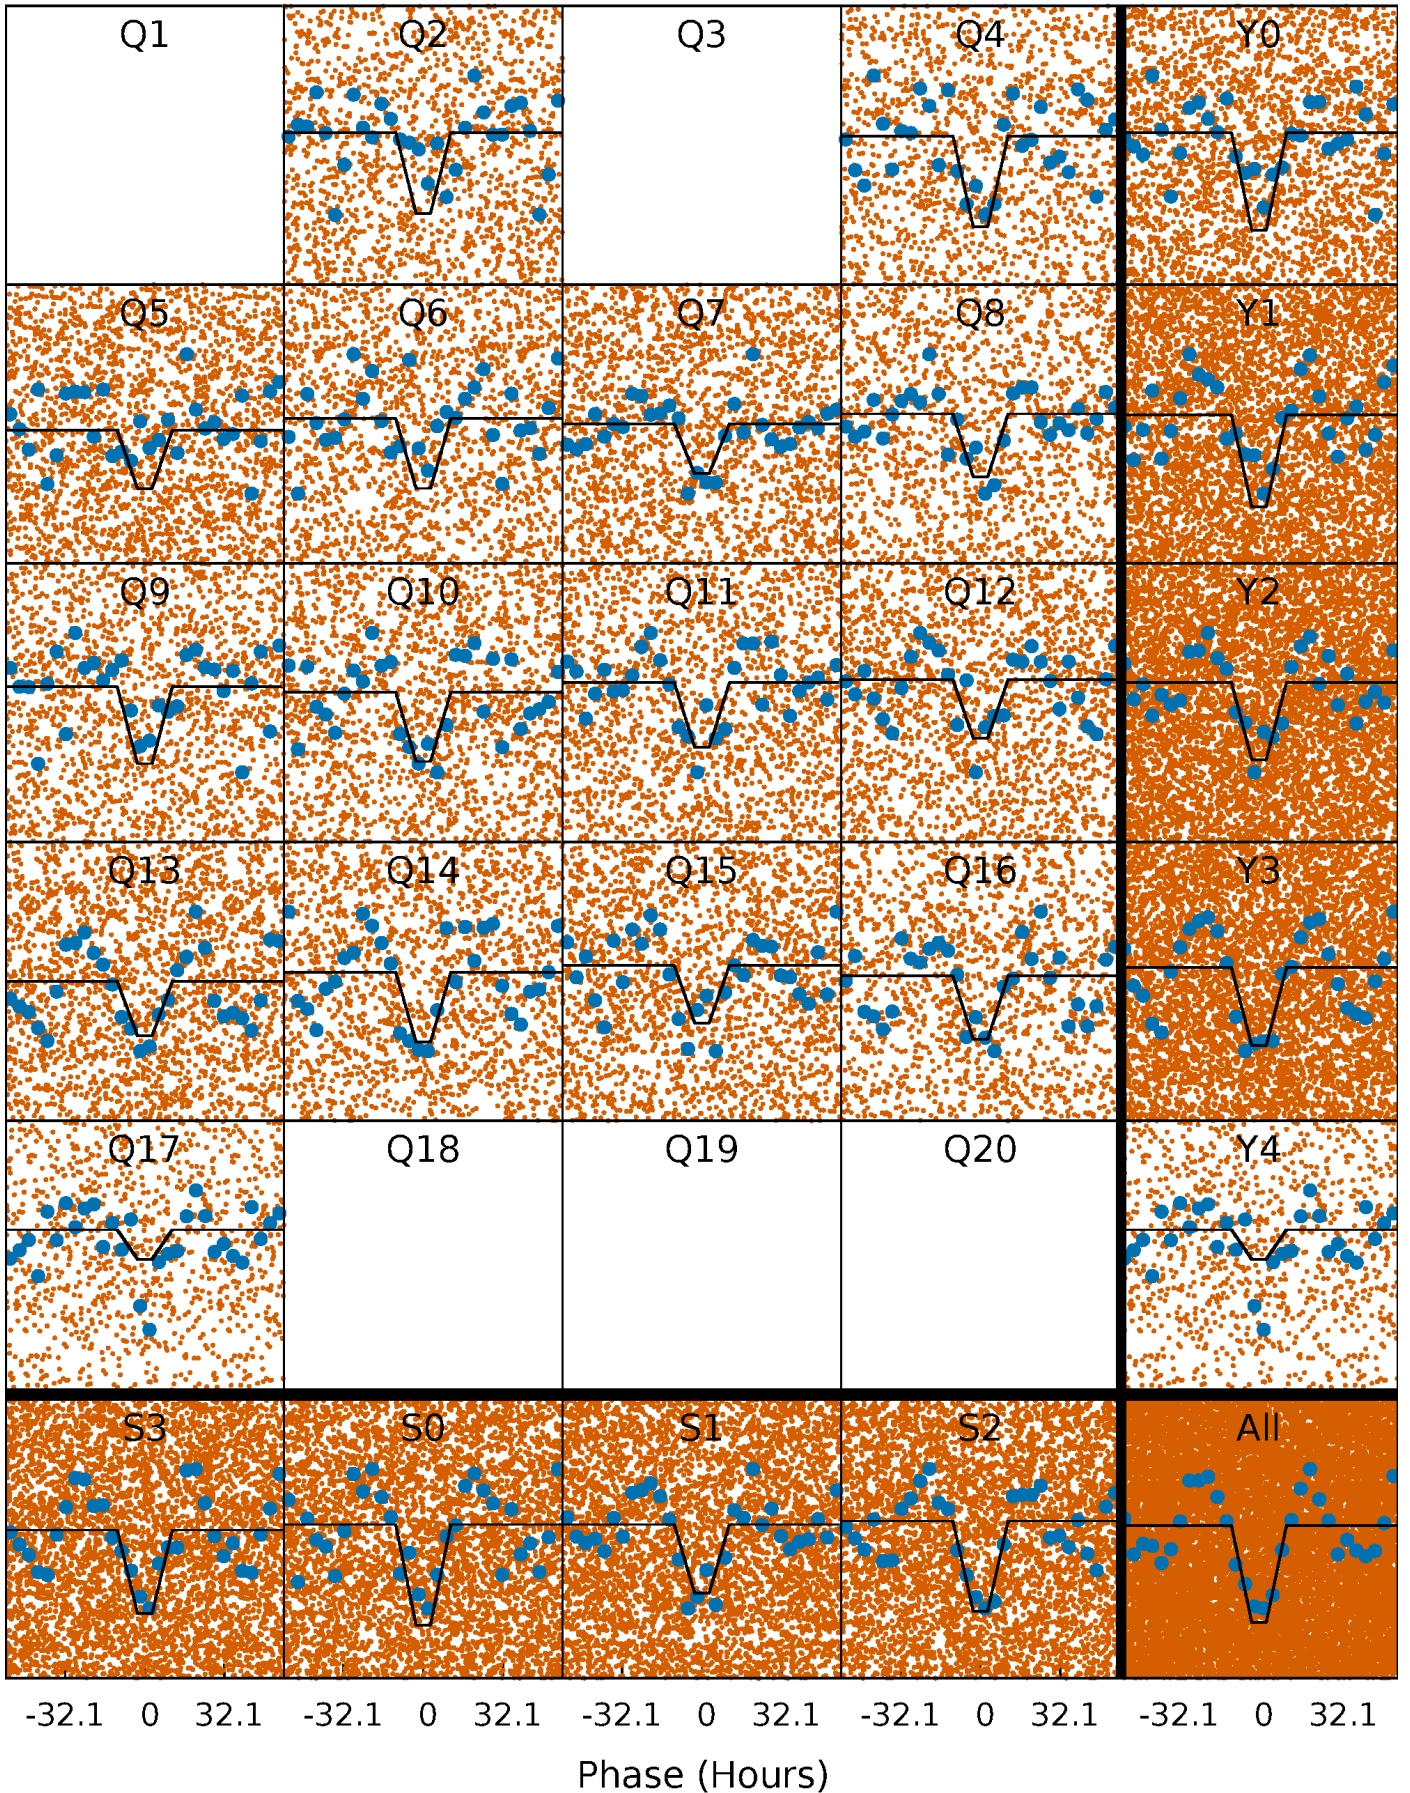 Q1 Q2 Q3 Q4 Y0
Q5 Q6 Q7 Q8 Y1
Q9 Q10 Q11 Q12 Y2
Q13 Q14 Q15 Q16 Y3
Q17 Q18 Q19 Q20 Y4
S3 S0 S1 S2 All
-32.1 0 32.1 -32.1 0 32.1 -32.1 0 32.1 -32.1 0 32.1 -32.1 0 32.1
Phase (Hours)